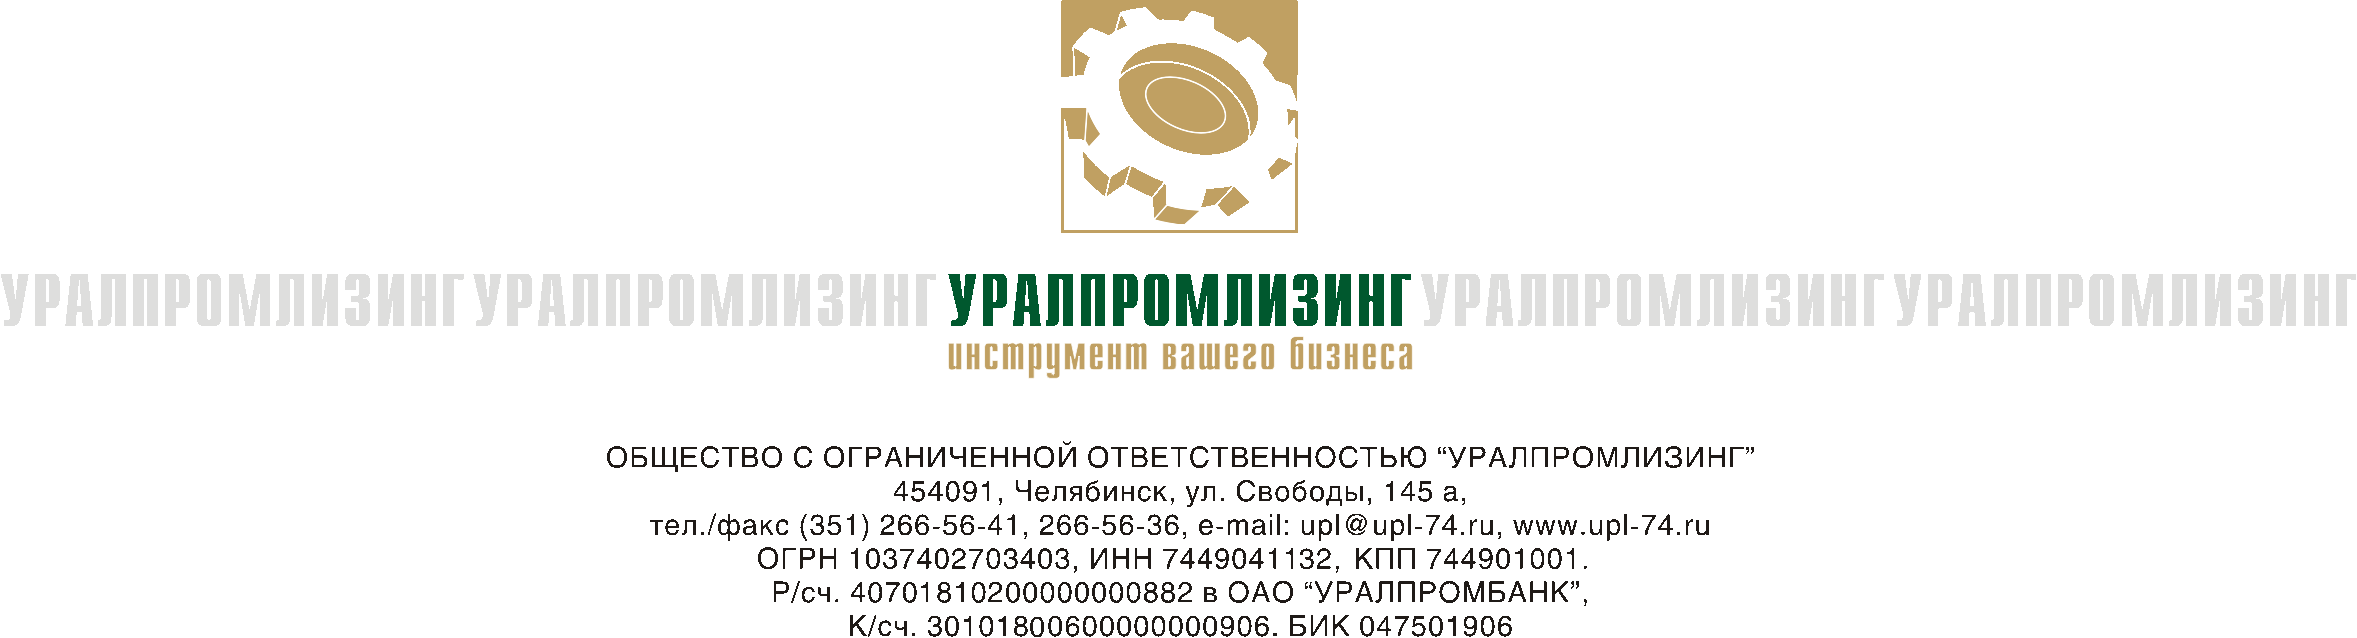 УРАЛПРОМЛИЗИНГ УРАЛПРОМЛИЗИНГ УРАЛПРОМЛИЗИНГ УРАЛПРОМЛИЗИНГ УРАЛПРОМЛИЗИНГ
инструмент вашего бизнеса
ОБЩЕСТВО С ОГРАНИЧЕННОЙ ОТВЕТСТВЕННОСТЬЮ “УРАЛПРОМЛИЗИНГ”
454091, Челябинск, ул. Свободы, 145 а,
тел./факс (351) 266-56-41, 266-56-36, e-mail: upl@upl-74.ru, www.upl-74.ru
ОГРН 1037402703403, ИНН 7449041132, КПП 744901001.
Р/сч. 40701810200000000882 в ОАО “УРАЛПРОМБАНК”,
К/сч. 30101800600000000906. БИК 047501906